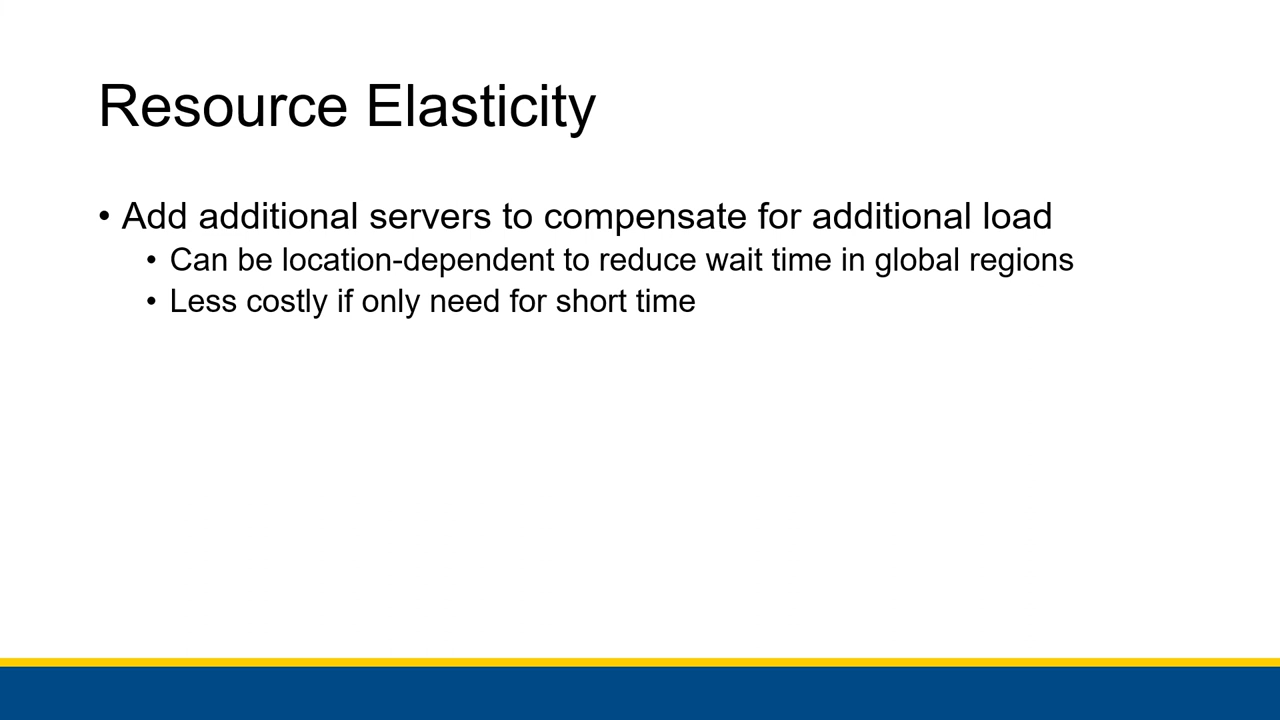 Resource Elasticity
• Add additional servers to compensate for additional load
• Can be location-dependent to reduce wait time in global regions
• Less costly if only need for short time